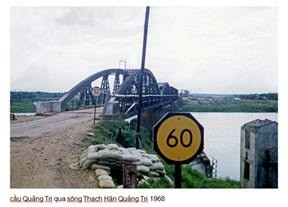 60
cầu Quảng Trị qua sông Thạch Hãn Quảng Trị 1968